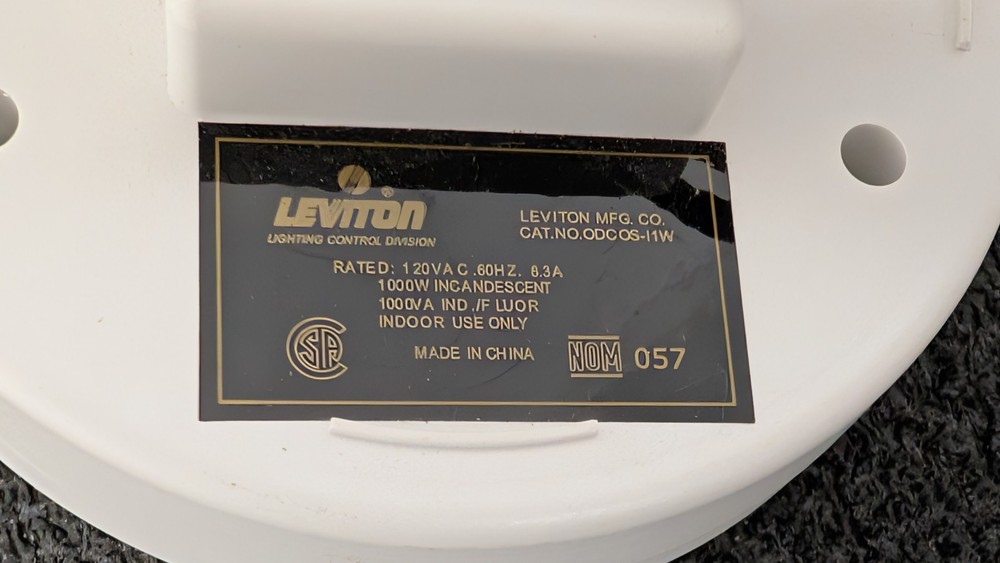 LEVITON®
LIGHTING CONTROL DIVISION
LEVITON MFG. CO.
CAT.NO.ODCOS-I1W
RATED: 120VAC .60HZ. 8.3A
1000W INCANDESCENT
1000VA IND./FLUOR
INDOOR USE ONLY
CSA
MADE IN CHINA
NOM 057